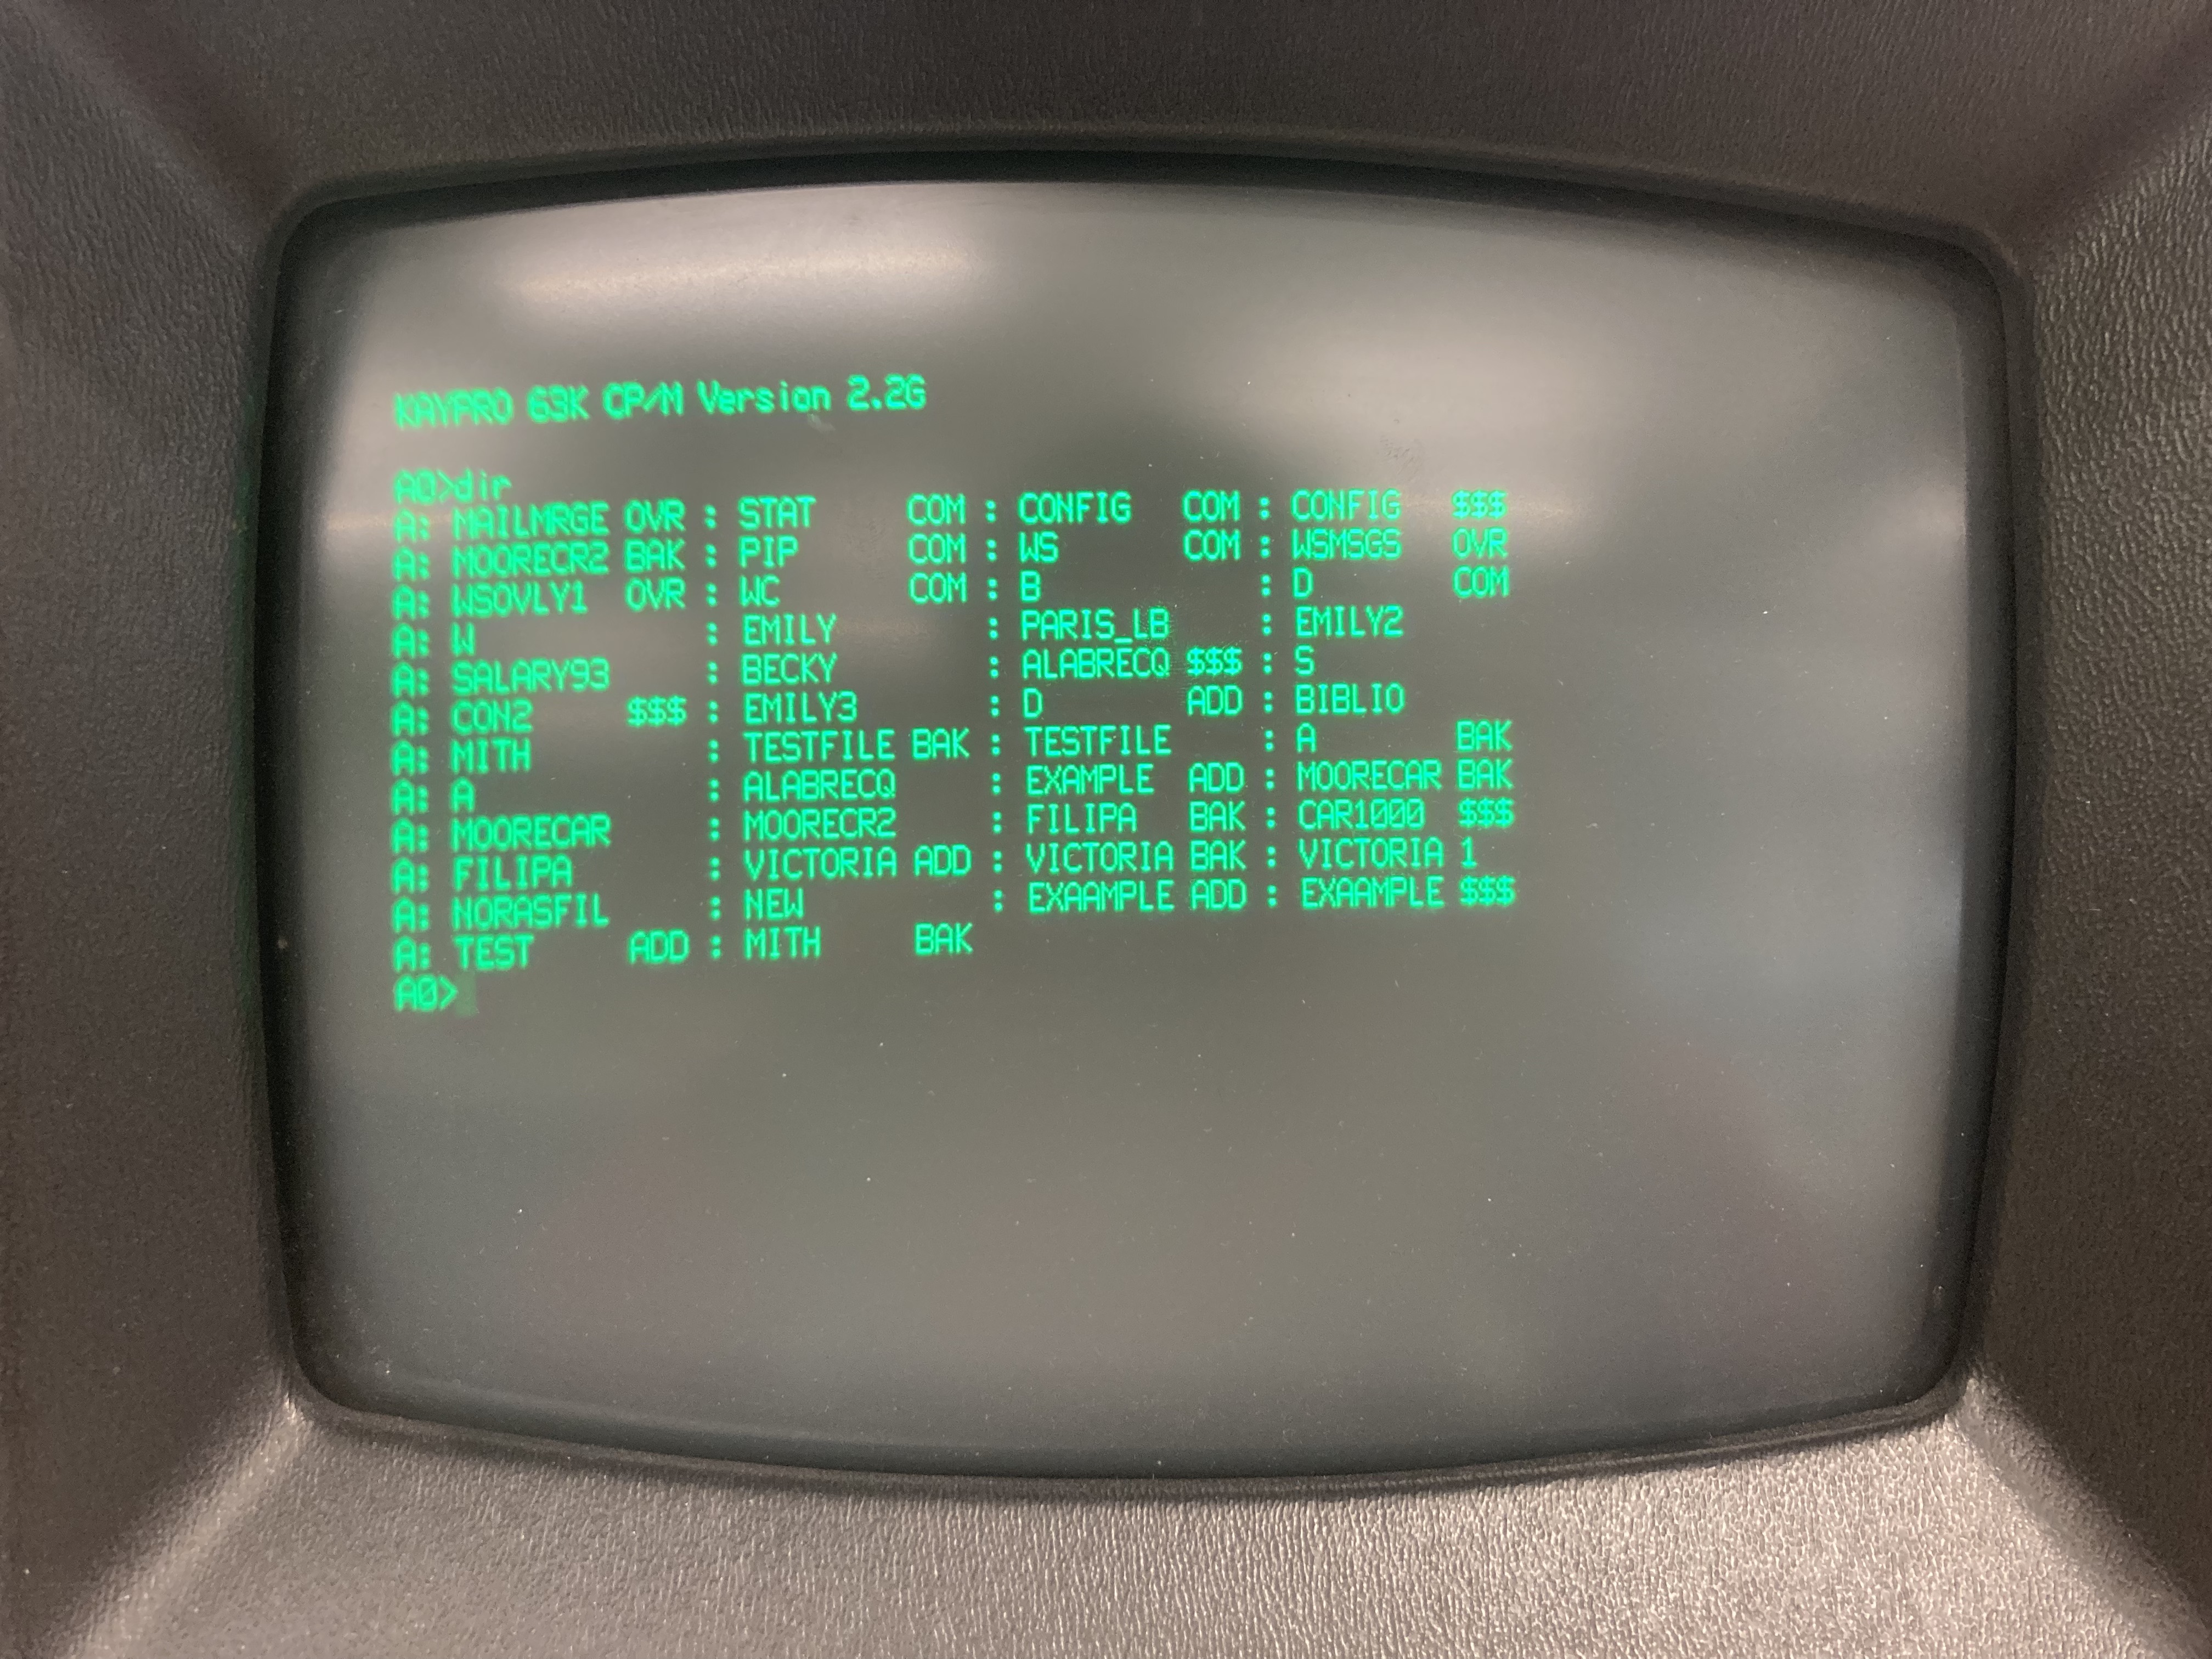 KAYPRO 63K CP/M Version 2.2G
A0>dir
A: MAILMRGE OVR : STAT     COM : CONFIG   COM : CONFIG   $$$
A: MOORECR2 BAK : PIP      COM : WS       COM : WSMSGS   OVR
A: WSOVLY1  OVR : WC       COM : B            : D        COM
A: W            : EMILY        : PARIS_LB     : EMILY2
A: SALARY93     : BECKY        : ALABRECQ $$$ : S
A: CON2     $$$ : EMILY3       : D        ADD : BIBLIO
A: MITH         : TESTFILE BAK : TESTFILE     : A        BAK
A: A            : ALABRECQ     : EXAMPLE  ADD : MOORECAR BAK
A: MOORECAR     : MOORECR2     : FILIPA   BAK : CAR1000  $$$
A: FILIPA       : VICTORIA ADD : VICTORIA BAK : VICTORIA 1
A: NORASFIL     : NEW          : EXAAMPLE ADD : EXAAMPLE $$$
A: TEST     ADD : MITH     BAK
A0>